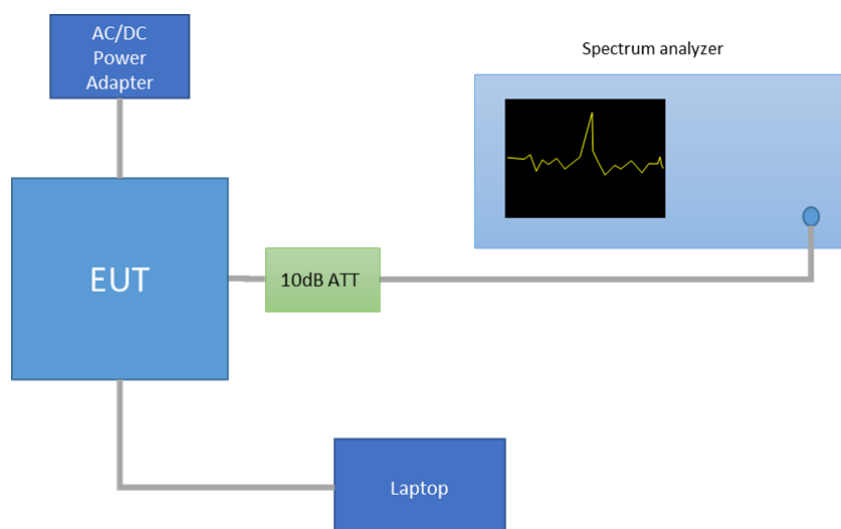 AC/DC
Power
Adapter
Spectrum analyzer
EUT
10dB ATT
Laptop